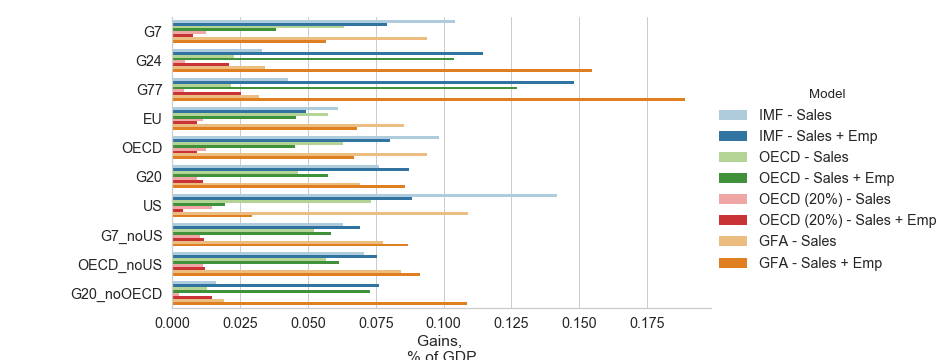 G7
G24
G77
EU
OECD
G20
US
G7_noUS
OECD_noUS
G20_noOECD
0.000 0.025 0.050 0.075 0.100 0.125 0.150 0.175
Gains,
% of GDP
Model
IMF - Sales
IMF - Sales + Emp
OECD - Sales
OECD - Sales + Emp
OECD (20%) - Sales
OECD (20%) - Sales + Emp
GFA - Sales
GFA - Sales + Emp